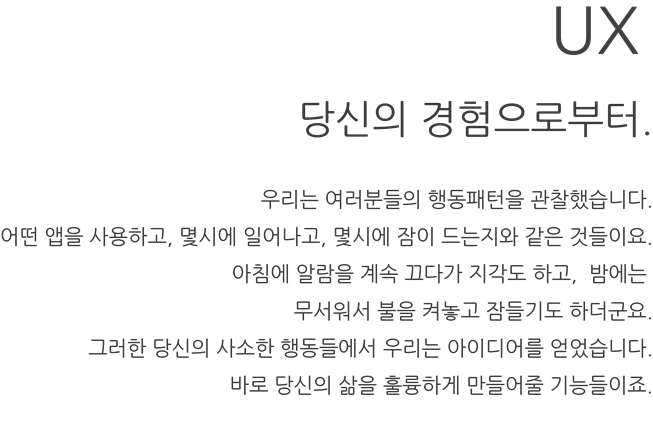 UX
당신의 경험으로부터.
우리는 여러분들의 행동패턴을 관찰했습니다.
어떤 앱을 사용하고, 몇시에 일어나고, 몇시에 잠이 드는지와 같은 것들이요.
아침에 알람을 계속 끄다가 지각도 하고, 밤에는
무서워서 불을 켜놓고 잠들기도 하더군요.
그러한 당신의 사소한 행동들에서 우리는 아이디어를 얻었습니다.
바로 당신의 삶을 훌륭하게 만들어줄 기능들이죠.